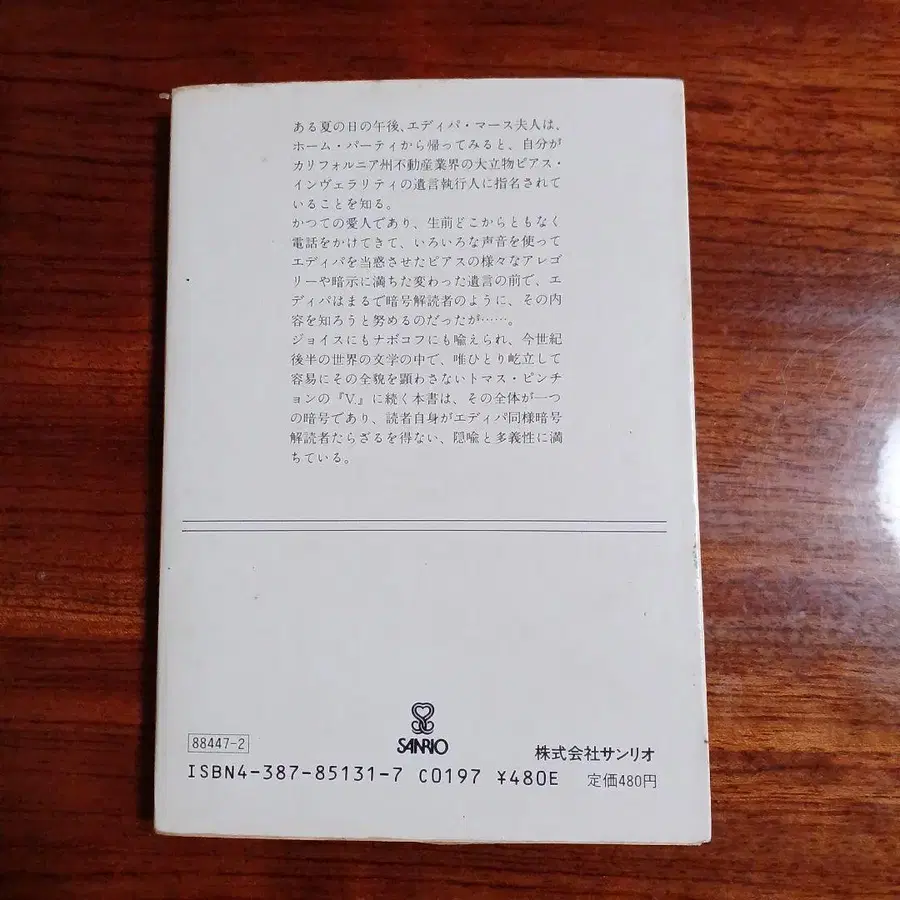 ある夏の日の午後、エディパ・マース夫人は、
ホーム・パーティから帰ってみると、自分が
カリフォルニア州不動産業界の大立物ピアス・
インヴェラリティの遺言執行人に指名されて
いることを知る。
かつての愛人であり、生前どこからともなく
電話をかけてきて、いろいろな声音を使って
エディパを当惑させたピアスの様々なアレゴ
リーや暗示に満ちた変わった遺言の前で、エ
ディパはまるで暗号解読者のように、その内
容を知ろうと努めるのだったが……。
ジョイスにもナボコフにも喩えられ、今世紀
後半の世界の文学の中で、唯ひとり屹立して
容易にその全貌を顕わさないトマス・ピンチ
ョンの『V.』に続く本書は、その全体が一つ
の暗号であり、読者自身がエディパ同様暗号
解読者たらざるを得ない、隠喩と多義性に満
ちている。
SANRIO
88447-2
株式会社サンリオ
ISBN4-387-85131-7 C0197 ¥480E 定価480円